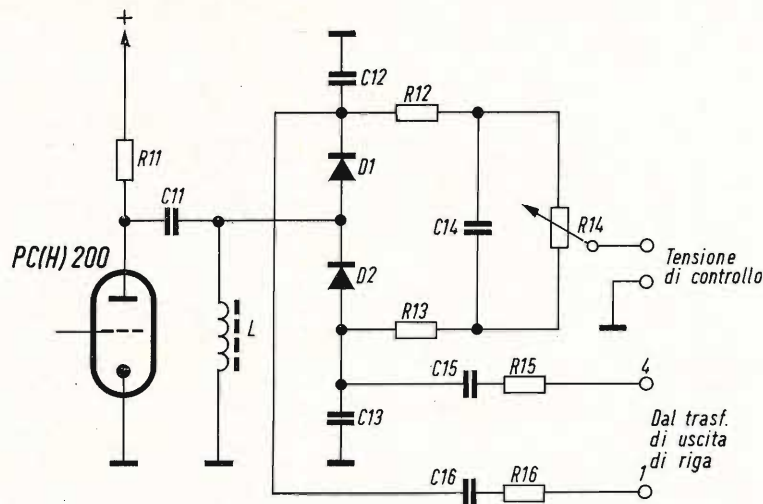 +
C12
R12
R11
D1
C11
C14
R14
PC(H) 200
Tensione
di controllo
D2
L
R13
C15
R15
4
C13
Dal trasf.
di uscita
di riga
C16
R16
1